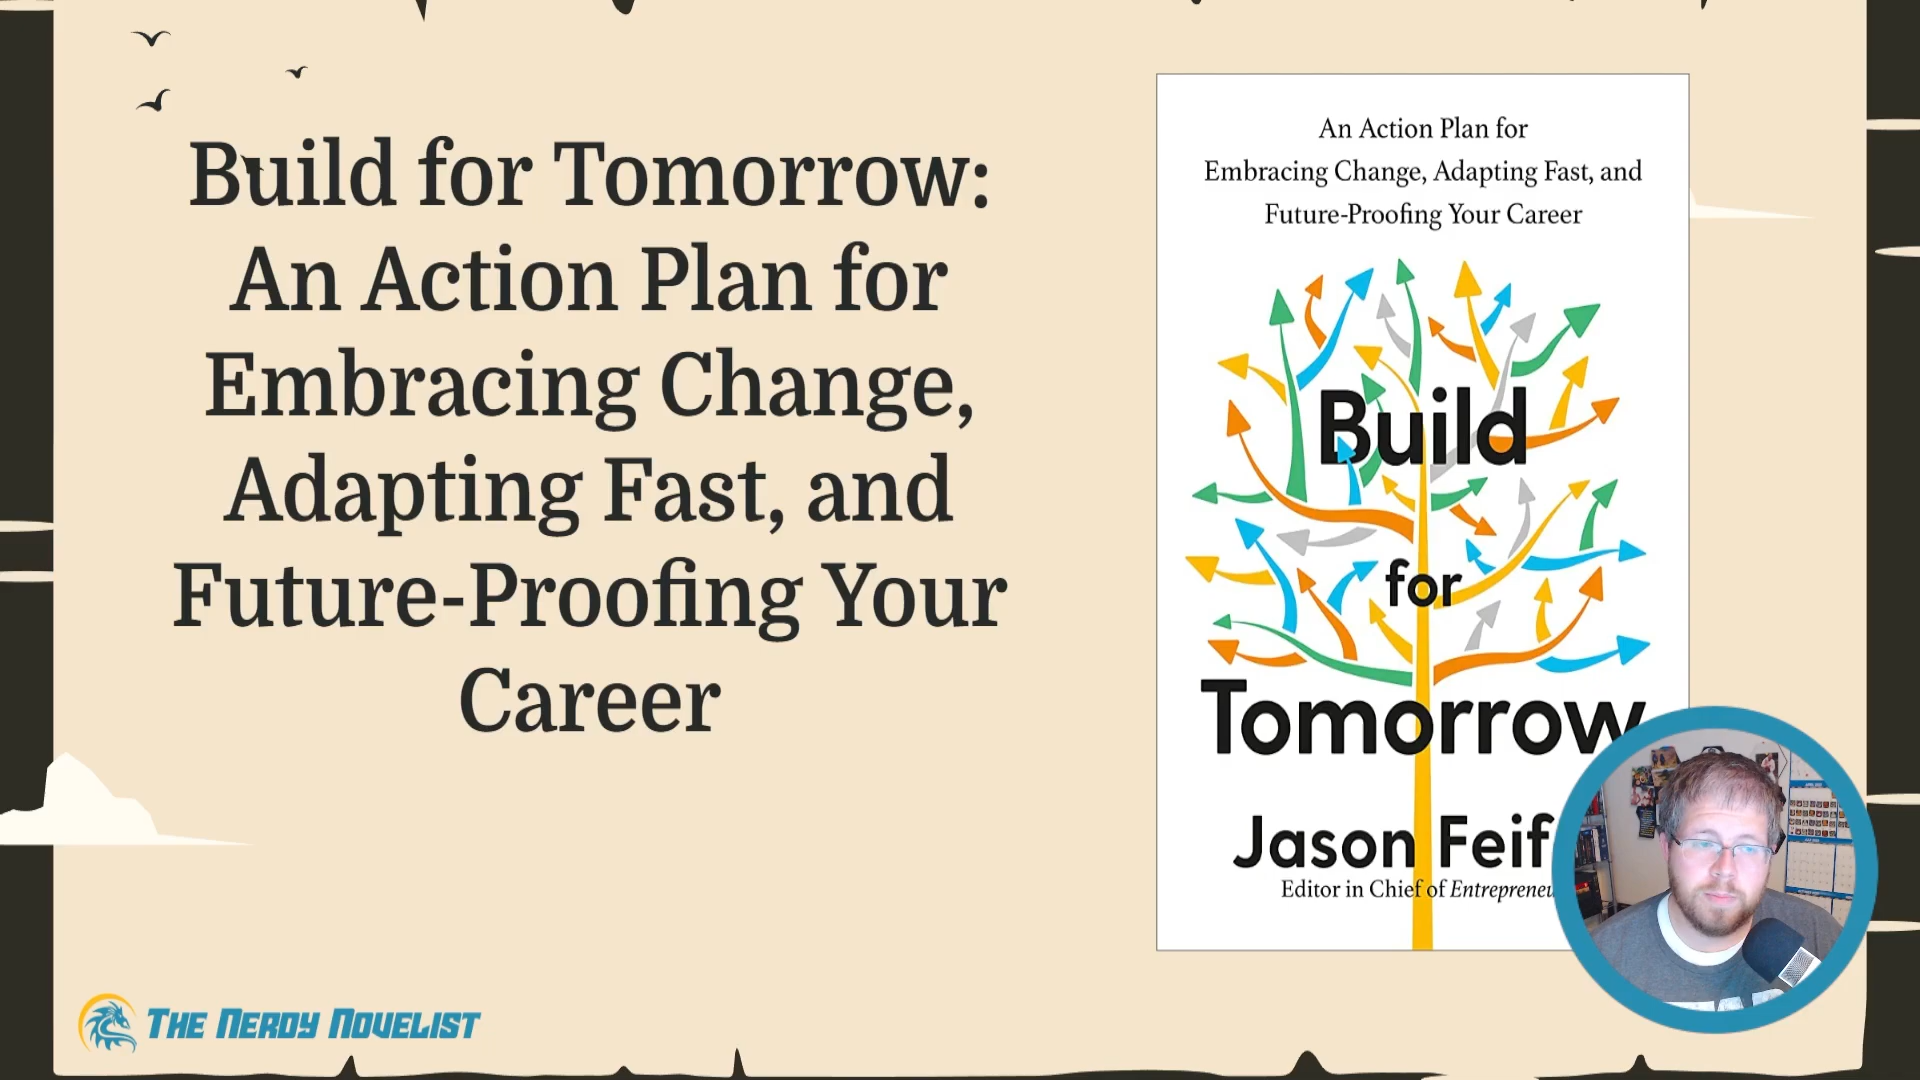 Build for Tomorrow:
An Action Plan for
Embracing Change,
Adapting Fast, and
Future-Proofing Your
Career
An Action Plan for
Embracing Change, Adapting Fast, and
Future-Proofing Your Career
Build
for
Tomorrow
Jason
Editor in Chief of
THE NERDY NOVELIST